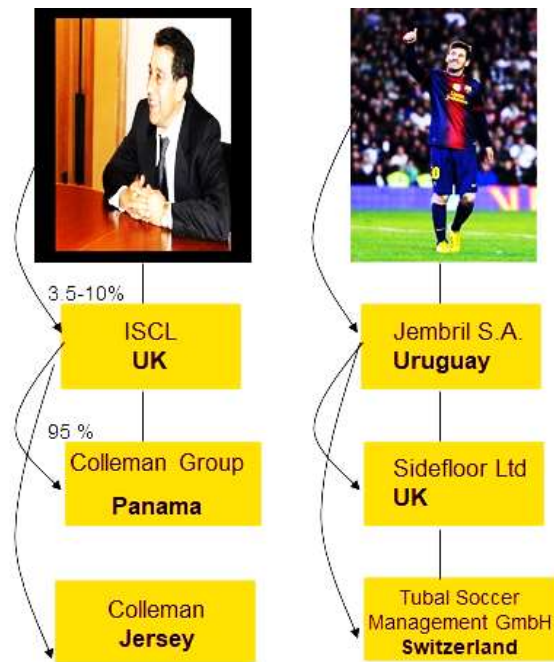 3.5-10%
ISCL
UK
95 %
Colleman Group
Panama
Colleman
Jersey
Jembril S.A.
Uruguay
Sidefloor Ltd
UK
Tubal Soccer
Management GmbH
Switzerland